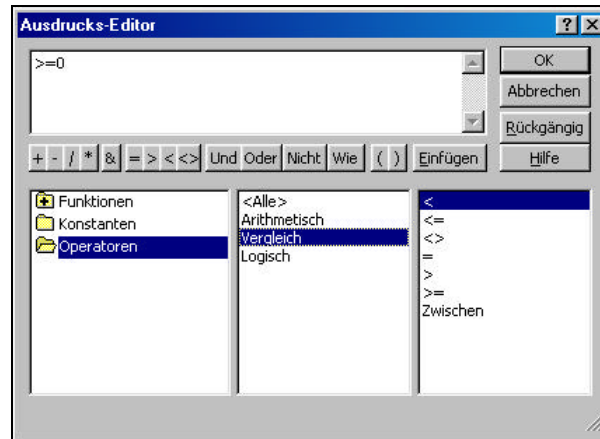 Ausdrucks-Editor
>=0
OK
Abbrechen
Rückgängig
Hilfe
+ - / * & = > < <> Und Oder Nicht Wie ( ) Einfügen
Funktionen
Konstanten
Operatoren
<Alle>
Arithmetisch
Vergleich
Logisch
<
<=
<>
=
>
>=
Zwischen